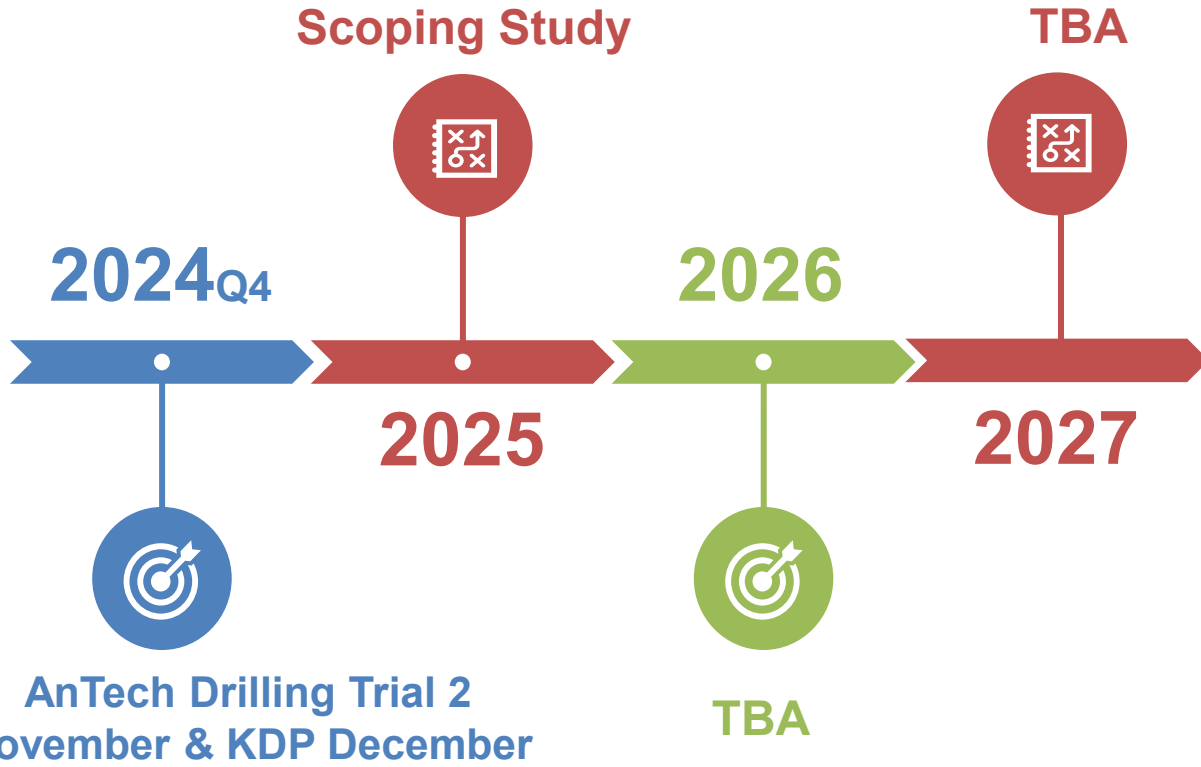 Scoping Study
TBA
2024Q4
2026
2025
2027
AnTech Drilling Trial 2
ovember & KDP December
TBA